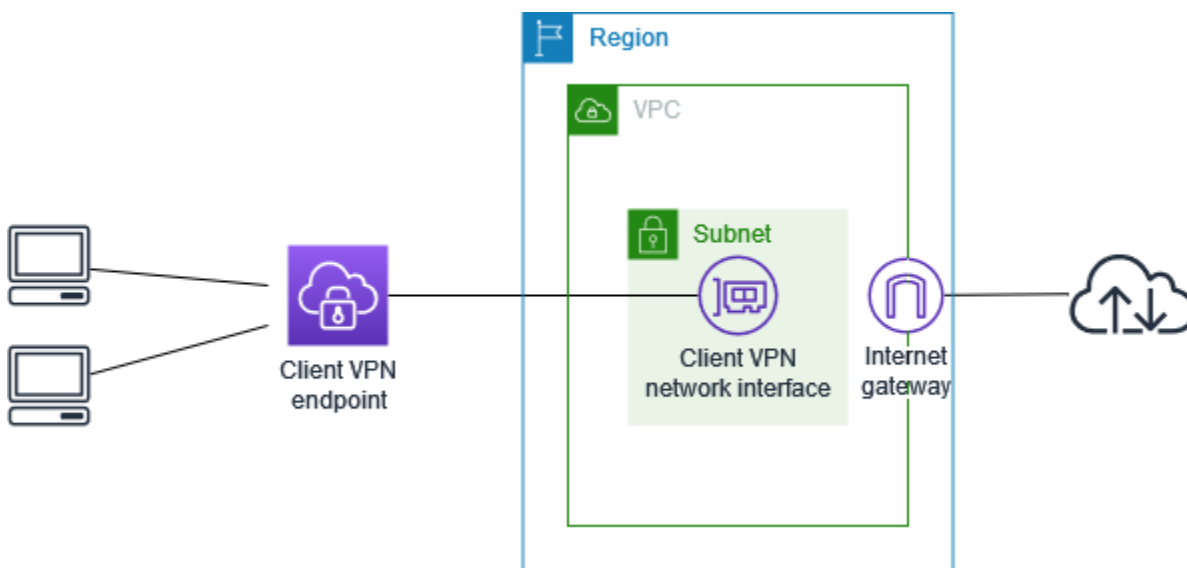 Region
VPC
Subnet
Client VPN
endpoint
Client VPN
network interface
Internet
gateway